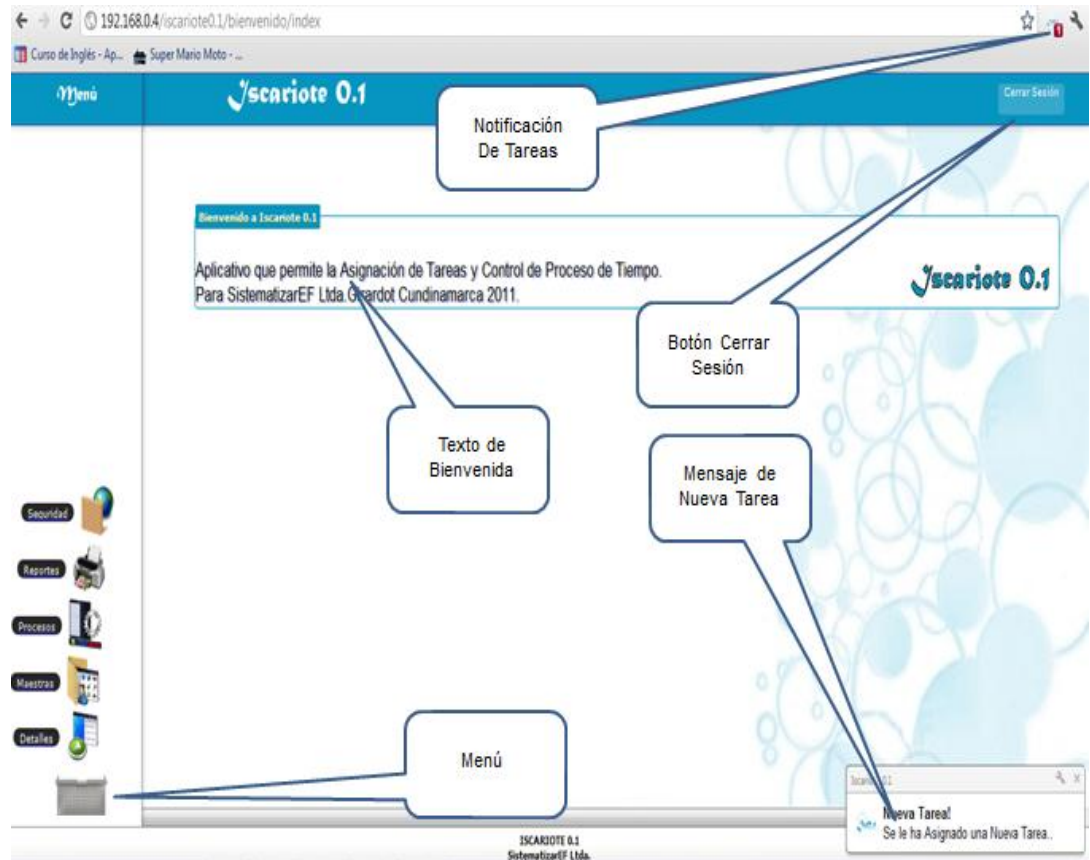 192.168.0.4/iscariote0.1/bienvenido/index
1
Curso de Inglés - Ap...
Super Mario Moto - ...
Menú
Iscariote 0.1
Cerrar Sesión
Notificación
De Tareas
Bienvenido a Iscariote 0.1
Aplicativo que permite la Asignación de Tareas y Control de Proceso de Tiempo.
Para SistematizarEF Ltda.Girardot Cundinamarca 2011.
Iscariote 0.1
Botón Cerrar
Sesión
Texto de
Bienvenida
Mensaje de
Nueva Tarea
Seguridad
Reportes
Procesos
Maestras
Detalles
Menú
Nueva Tarea!
Se le ha Asignado una Nueva Tarea..
ISCARIOTE 0.1
SistematizarEF Ltda.